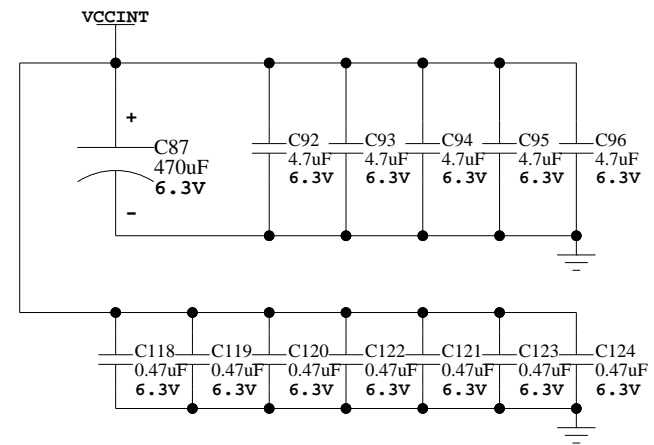 VCCINT
+
C87
470uF
6.3V
-
C92 C93 C94 C95 C96
4.7uF 4.7uF 4.7uF 4.7uF 4.7uF
6.3V 6.3V 6.3V 6.3V 6.3V
C118 C119 C120 C122 C121 C123 C124
0.47uF 0.47uF 0.47uF 0.47uF 0.47uF 0.47uF 0.47uF
6.3V 6.3V 6.3V 6.3V 6.3V 6.3V 6.3V